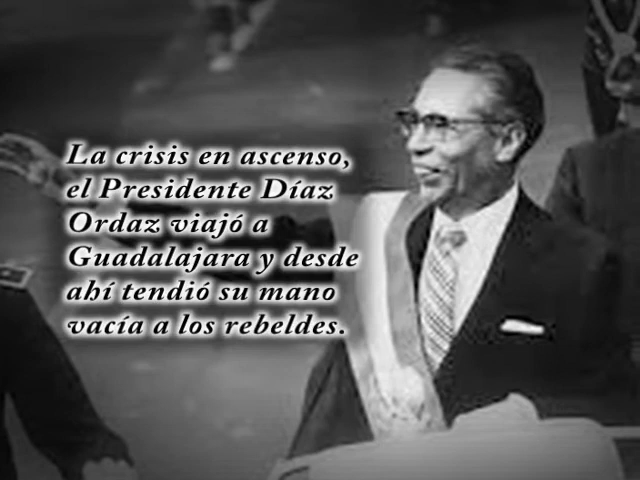 La crisis en ascenso,
el Presidente Díaz
Ordaz viajó a
Guadalajara y desde
ahí tendió su mano
vacía a los rebeldes.